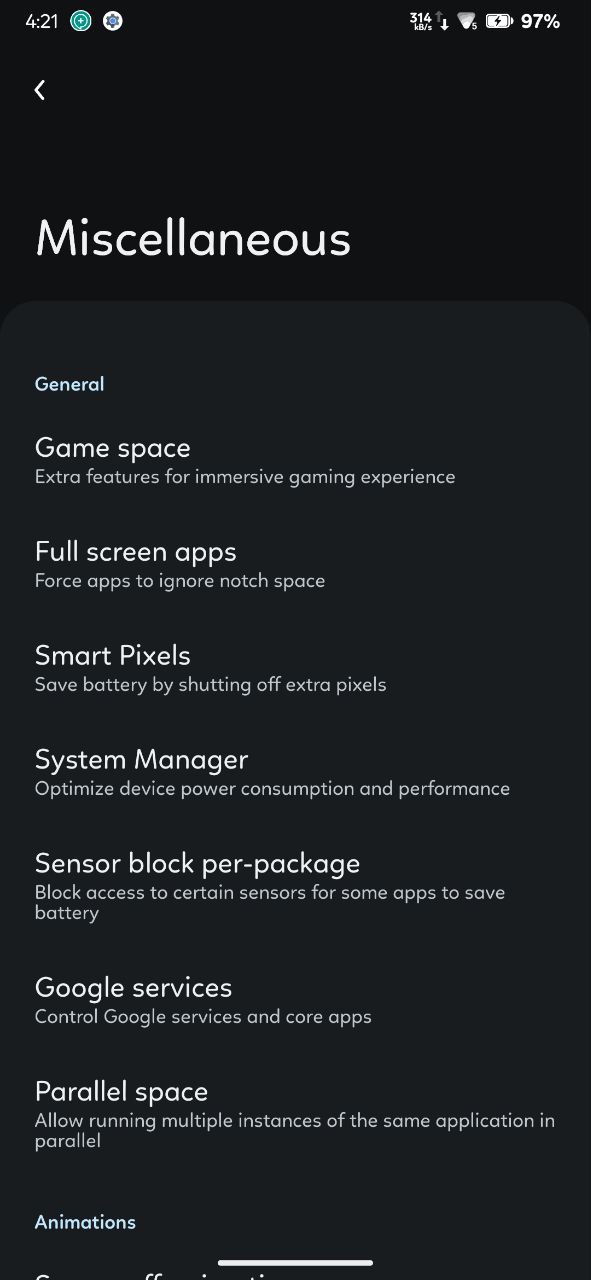 4:21
314
kB/s
5
97%
Miscellaneous
General
Game space
Extra features for immersive gaming experience
Full screen apps
Force apps to ignore notch space
Smart Pixels
Save battery by shutting off extra pixels
System Manager
Optimize device power consumption and performance
Sensor block per-package
Block access to certain sensors for some apps to save
battery
Google services
Control Google services and core apps
Parallel space
Allow running multiple instances of the same application in
parallel
Animations